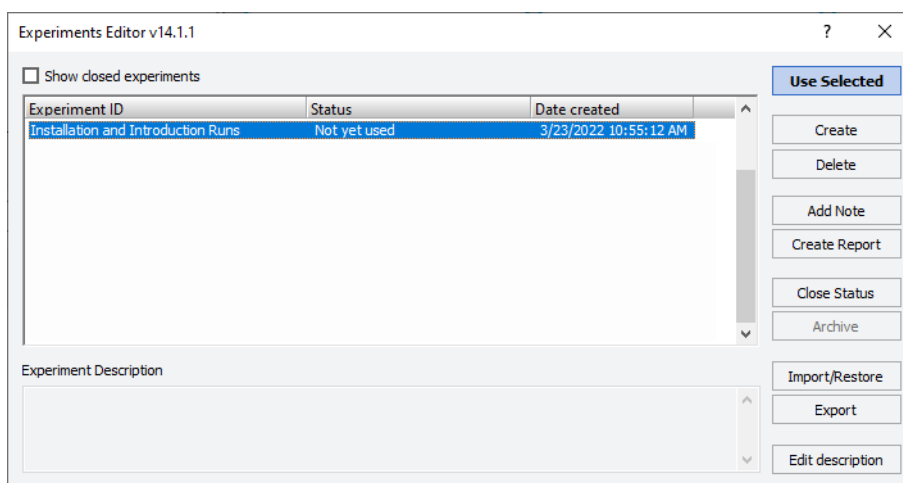 Experiments Editor v14.1.1
?
Show closed experiments
Use Selected
Experiment ID Status Date created
Installation and Introduction Runs Not yet used 3/23/2022 10:55:12 AM
Create
Delete
Add Note
Create Report
Close Status
Archive
Experiment Description
Import/Restore
Export
Edit description